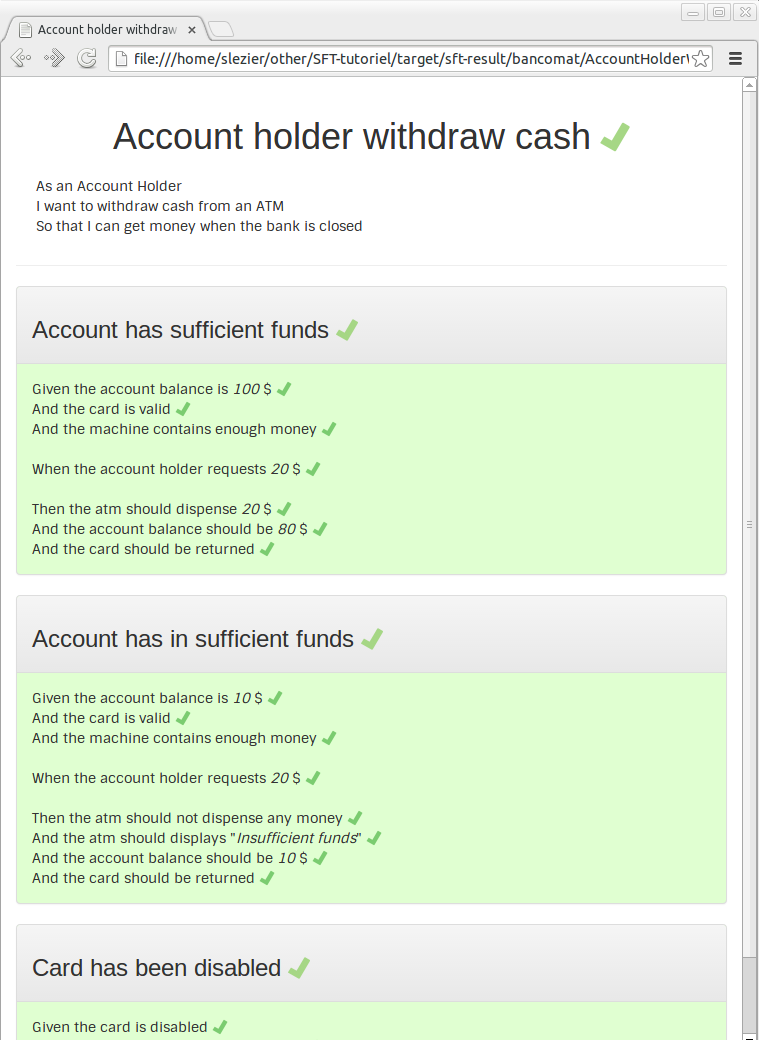 Account holder withdraw
file:///home/slezier/other/SFT-tutoriel/target/sft-result/bancomat/AccountHolder
Account holder withdraw cash
As an Account Holder
I want to withdraw cash from an ATM
So that I can get money when the bank is closed
Account has sufficient funds
Given the account balance is 100 $
And the card is valid
And the machine contains enough money
When the account holder requests 20 $
Then the atm should dispense 20 $
And the account balance should be 80 $
And the card should be returned
Account has in sufficient funds
Given the account balance is 10 $
And the card is valid
And the machine contains enough money
When the account holder requests 20 $
Then the atm should not dispense any money
And the atm should displays "Insufficient funds"
And the account balance should be 10 $
And the card should be returned
Card has been disabled
Given the card is disabled